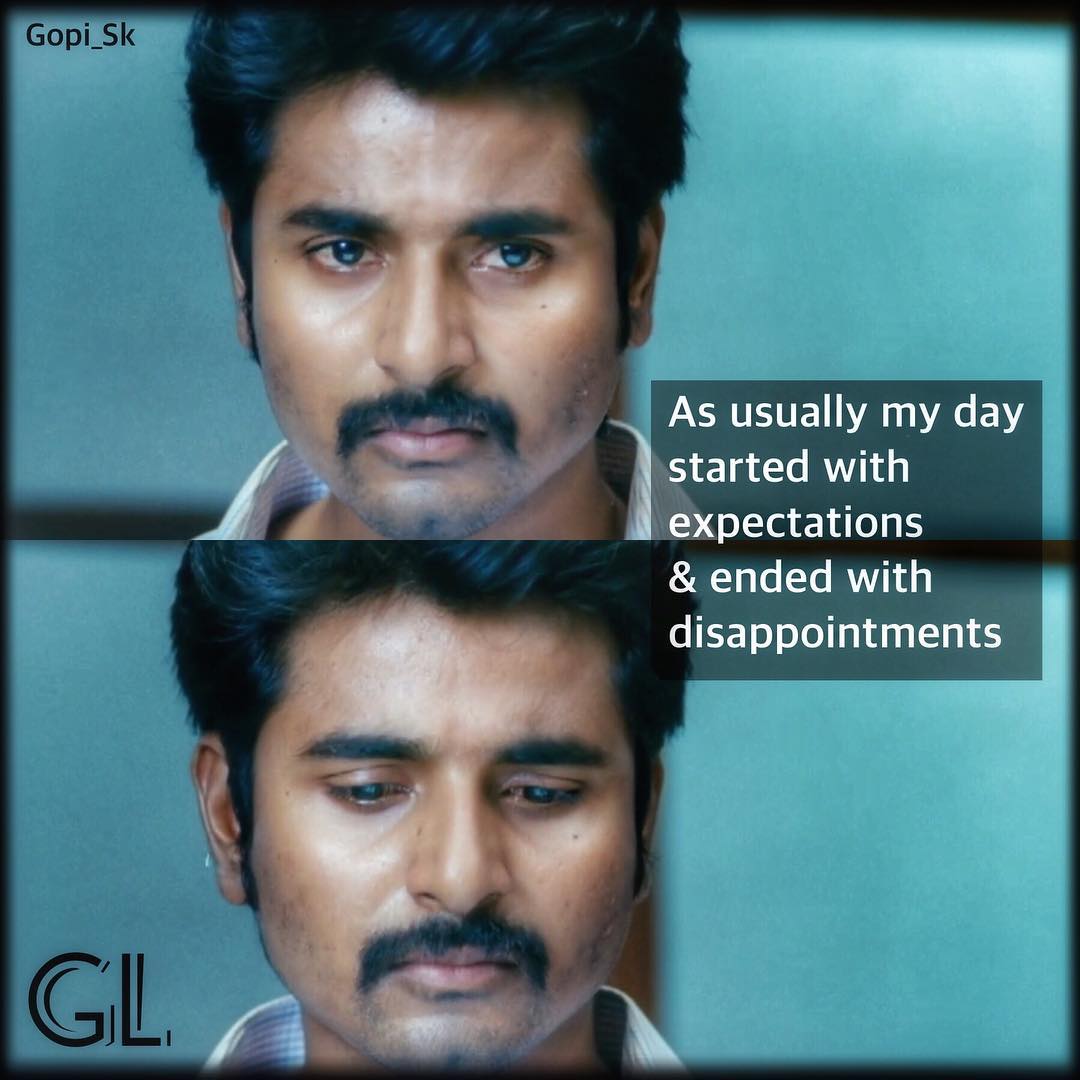 Gopi_Sk
As usually my day
started with
expectations
& ended with
disappointments
GL